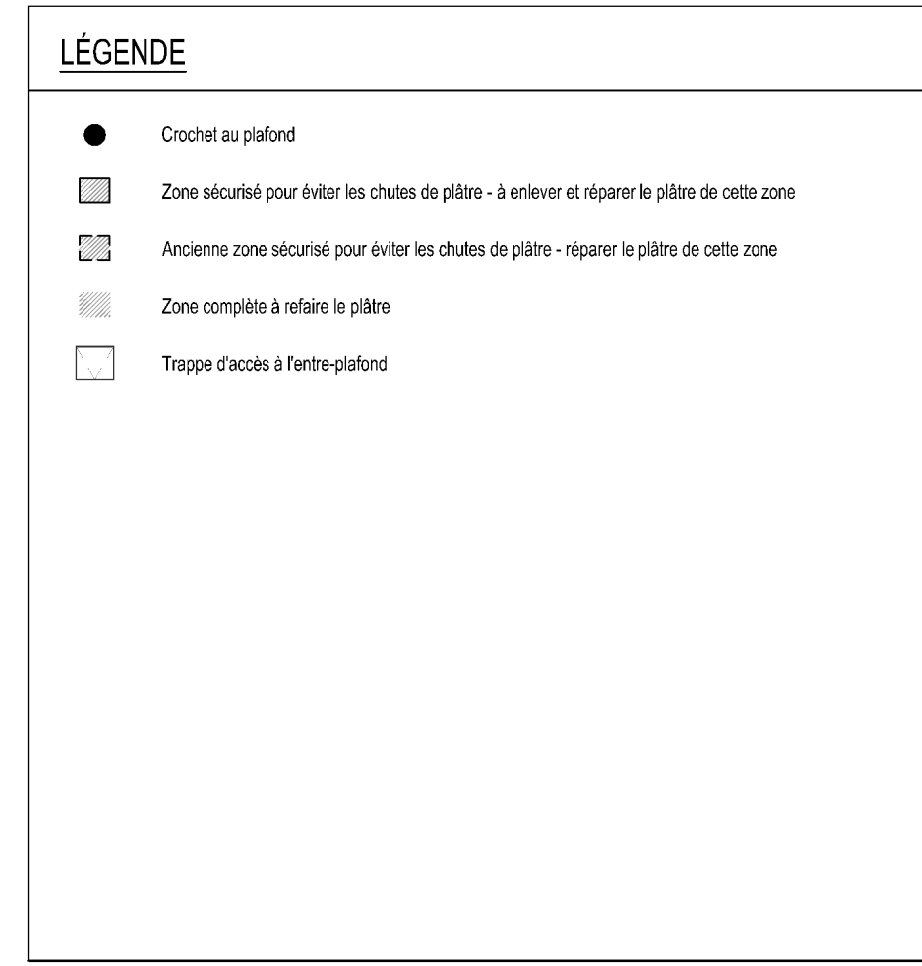 LÉGENDE
Crochet au plafond
Zone sécurisé pour éviter les chutes de plâtre - à enlever et réparer le plâtre de cette zone
Ancienne zone sécurisé pour éviter les chutes de plâtre - réparer le plâtre de cette zone
Zone complète à refaire le plâtre
Trappe d'accès à l'entre-plafond